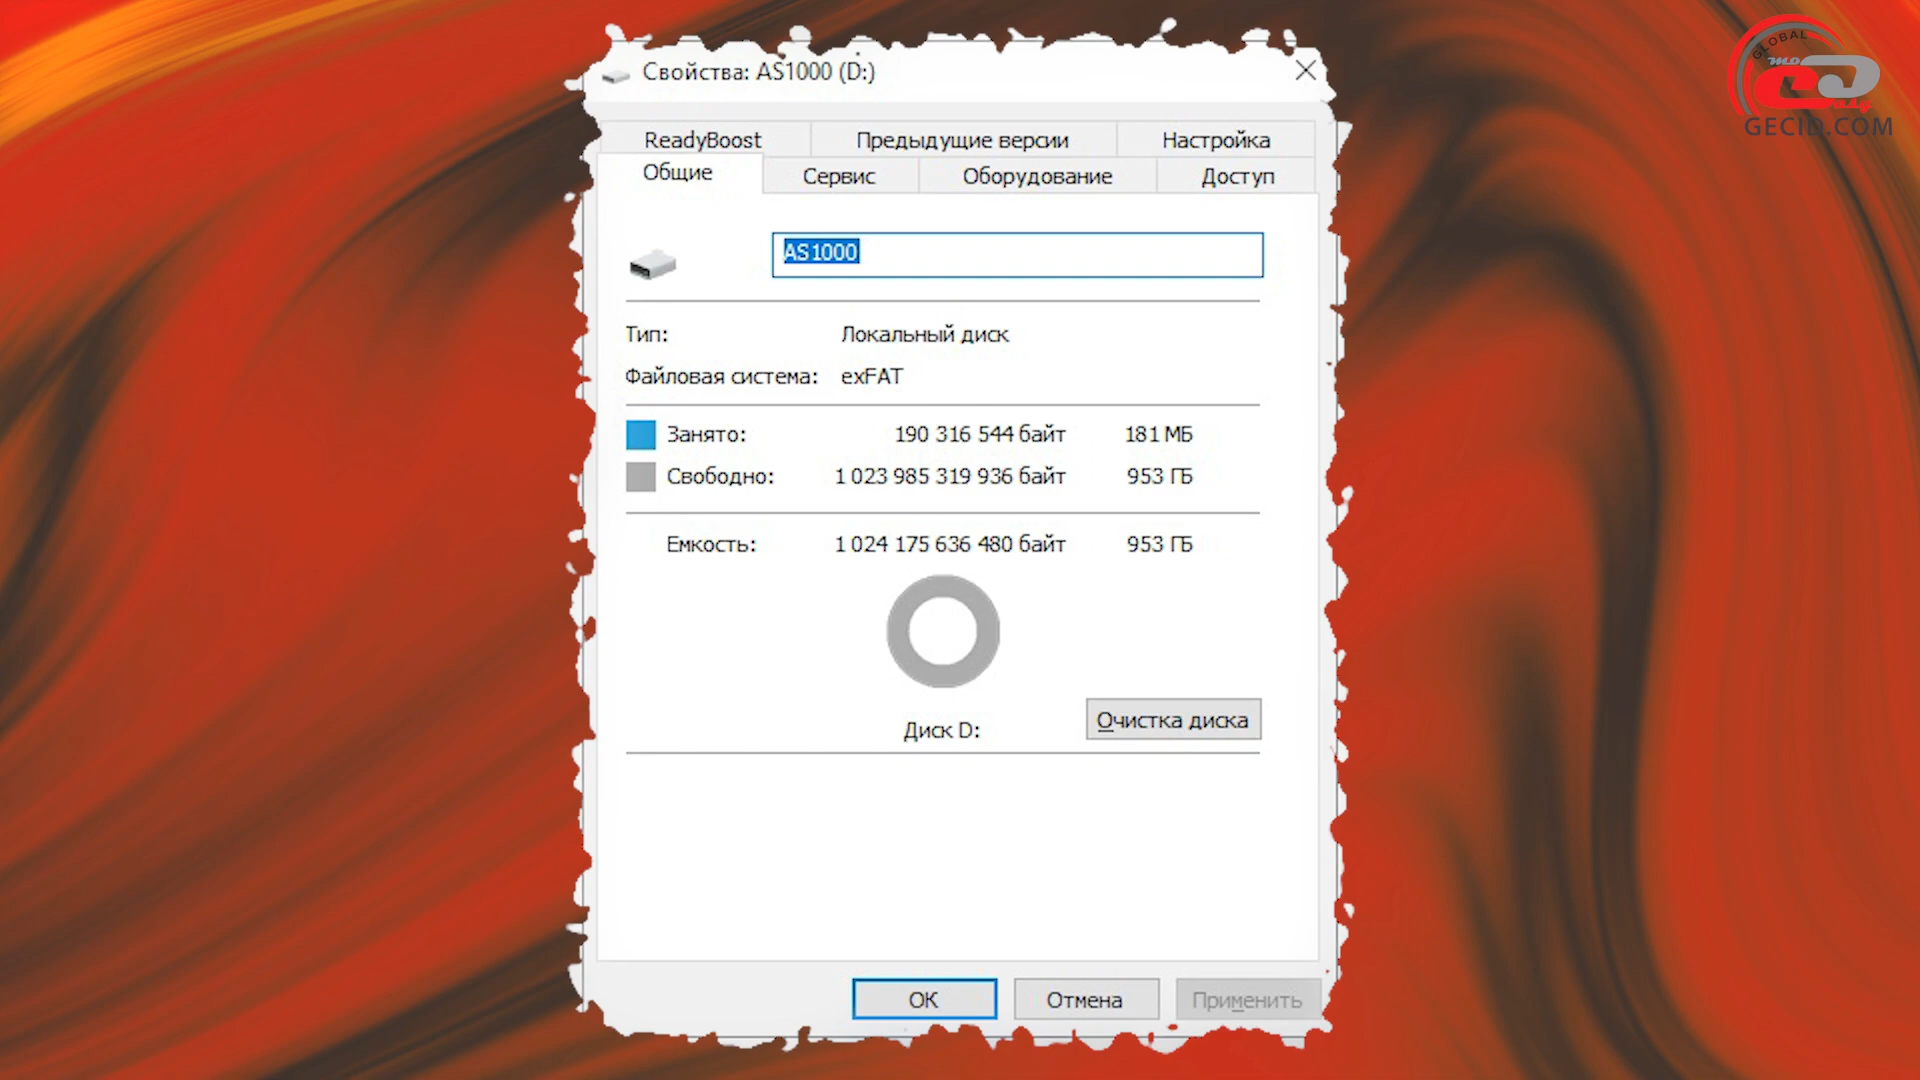 Свойства: AS1000 (D:)
ReadyBoost Предыдущие версии Настройка
Общие Сервис Оборудование Доступ
AS1000
Тип: Локальный диск
Файловая система: exFAT
Занято: 190 316 544 байт 181 МБ
Свободно: 1 023 985 319 936 байт 953 ГБ
Емкость: 1 024 175 636 480 байт 953 ГБ
Диск D:
Очистка диска
ОК Отмена Применить
GLOBAL
GECID.COM